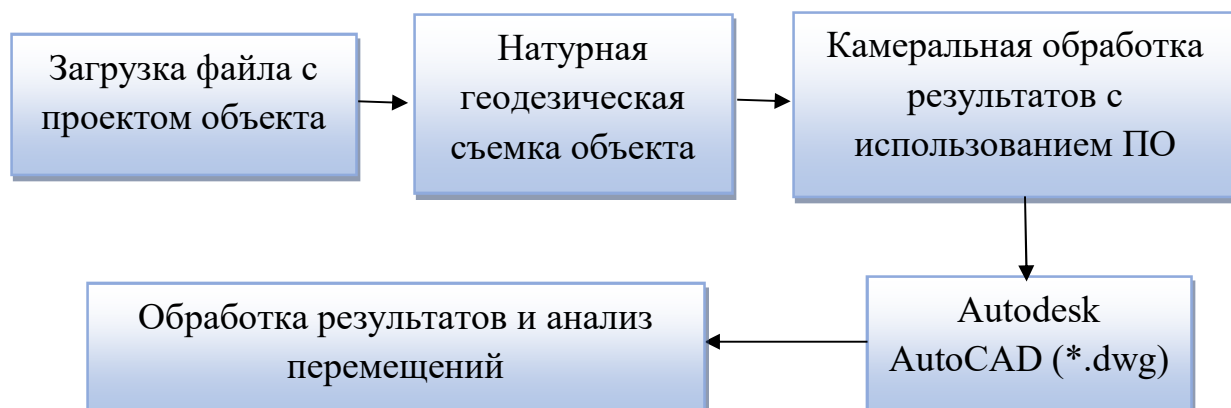 Загрузка файла с
проектом объекта
Натурная
геодезическая
съемка объекта
Камеральная обработка
результатов с
использованием ПО
Autodesk
AutoCAD (*.dwg)
Обработка результатов и анализ
перемещений